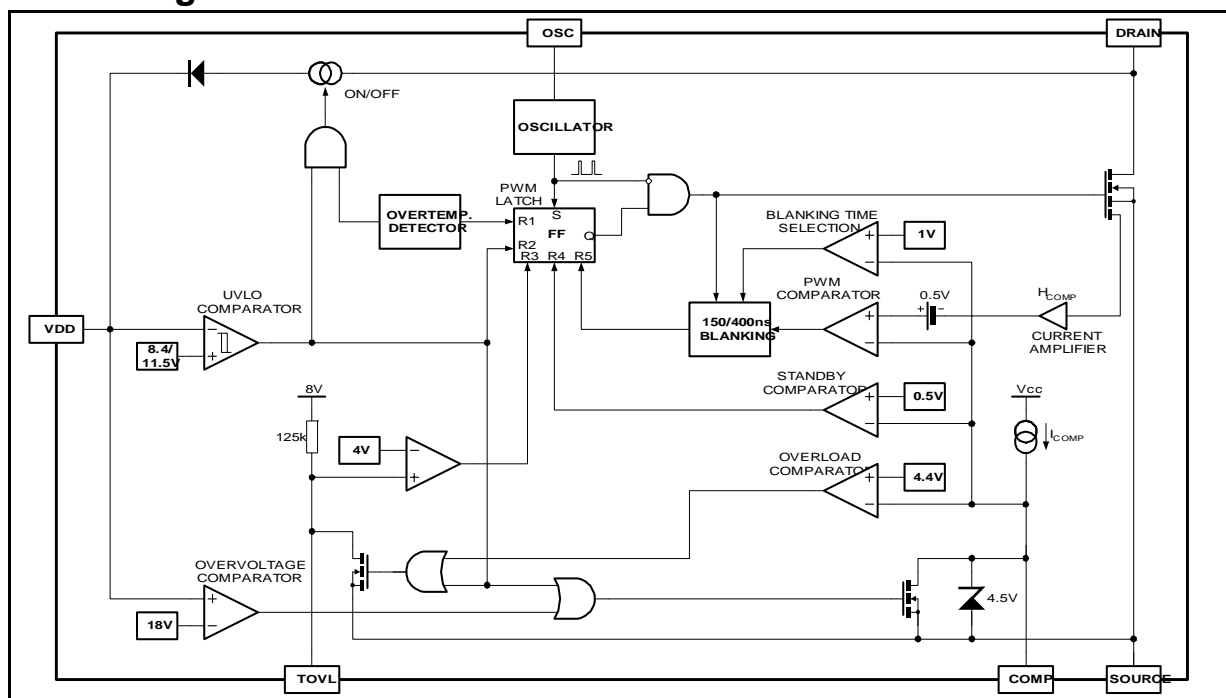 OSC
DRAIN
ON/OFF
OSCILLATOR
PWM
LATCH
OVERTEMP.
DETECTOR
R1
S
FF
Q
R2
R3
R4
R5
BLANKING TIME
SELECTION
1V
PWM
COMPARATOR
0.5V
+
-
HCOMP
CURRENT
AMPLIFIER
UVLO
COMPARATOR
VDD
8.4/
11.5V
-
+
150/400ns
BLANKING
+
-
+
-
8V
125k
4V
-
+
STANDBY
COMPARATOR
+
-
0.5V
Vcc
ICOMP
OVERLOAD
COMPARATOR
+
-
4.4V
OVERVOLTAGE
COMPARATOR
18V
+
-
4.5V
TOVL
COMP
SOURCE